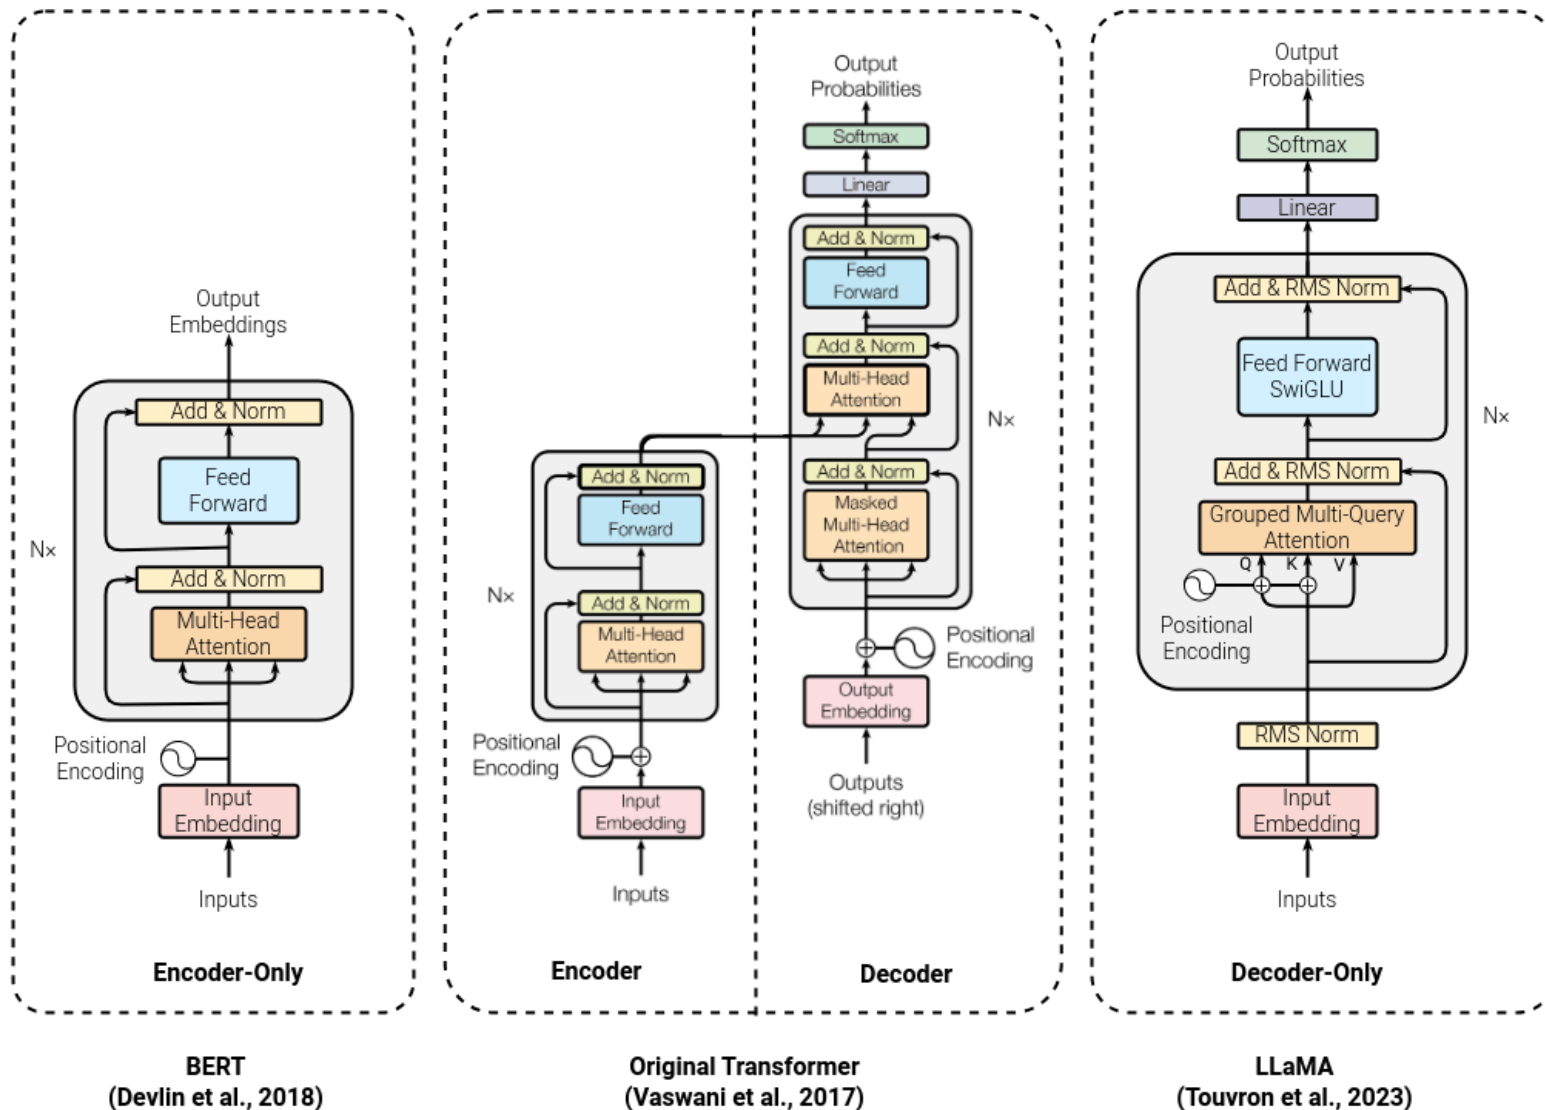 Output
Embeddings
Add & Norm
Feed
Forward
Nx
Add & Norm
Multi-Head
Attention
Positional
Encoding
Input
Embedding
Inputs
Encoder-Only
BERT
(Devlin et al., 2018)
Add & Norm
Feed
Forward
Nx
Add & Norm
Multi-Head
Attention
Positional
Encoding
Input
Embedding
Inputs
Encoder
Output
Probabilities
Softmax
Linear
Add & Norm
Feed
Forward
Add & Norm
Multi-Head
Attention
Nx
Add & Norm
Masked
Multi-Head
Attention
Positional
Encoding
Output
Embedding
Outputs
(shifted right)
Decoder
Original Transformer
(Vaswani et al., 2017)
Output
Probabilities
Softmax
Linear
Add & RMS Norm
Feed Forward
SwiGLU
Nx
Add & RMS Norm
Grouped Multi-Query
Attention
Q K V
Positional
Encoding
RMS Norm
Input
Embedding
Inputs
Decoder-Only
LLaMA
(Touvron et al., 2023)